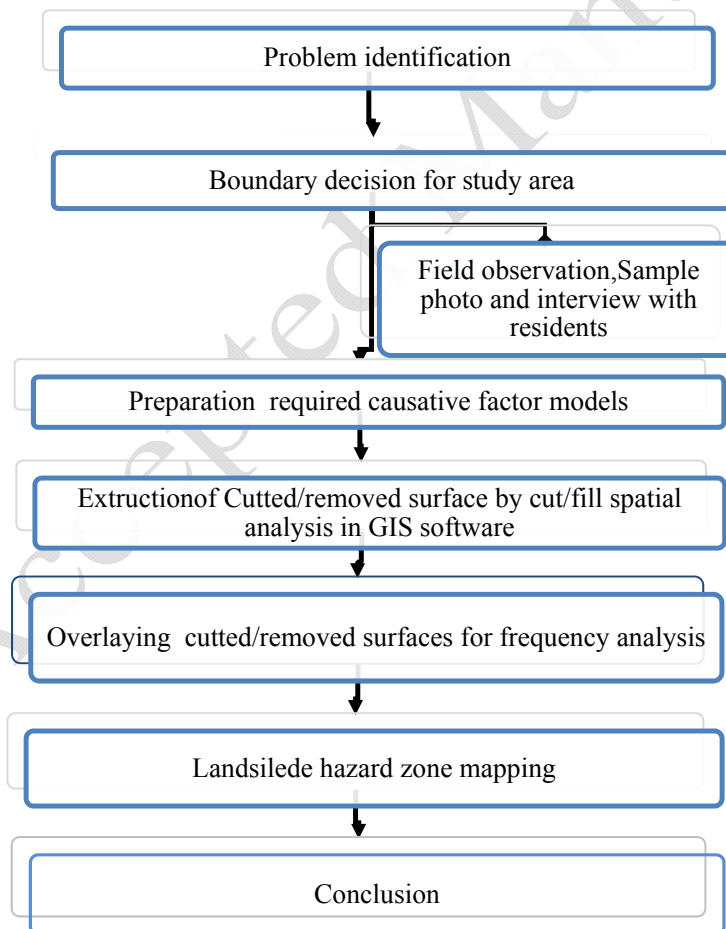 Problem identification
Boundary decision for study area
Field observation,Sample
photo and interview with
residents
Preparation required causative factor models
Extructionof Cutted/removed surface by cut/fill spatial
analysis in GIS software
Overlaying cutted/removed surfaces for frequency analysis
Landsilede hazard zone mapping
Conclusion